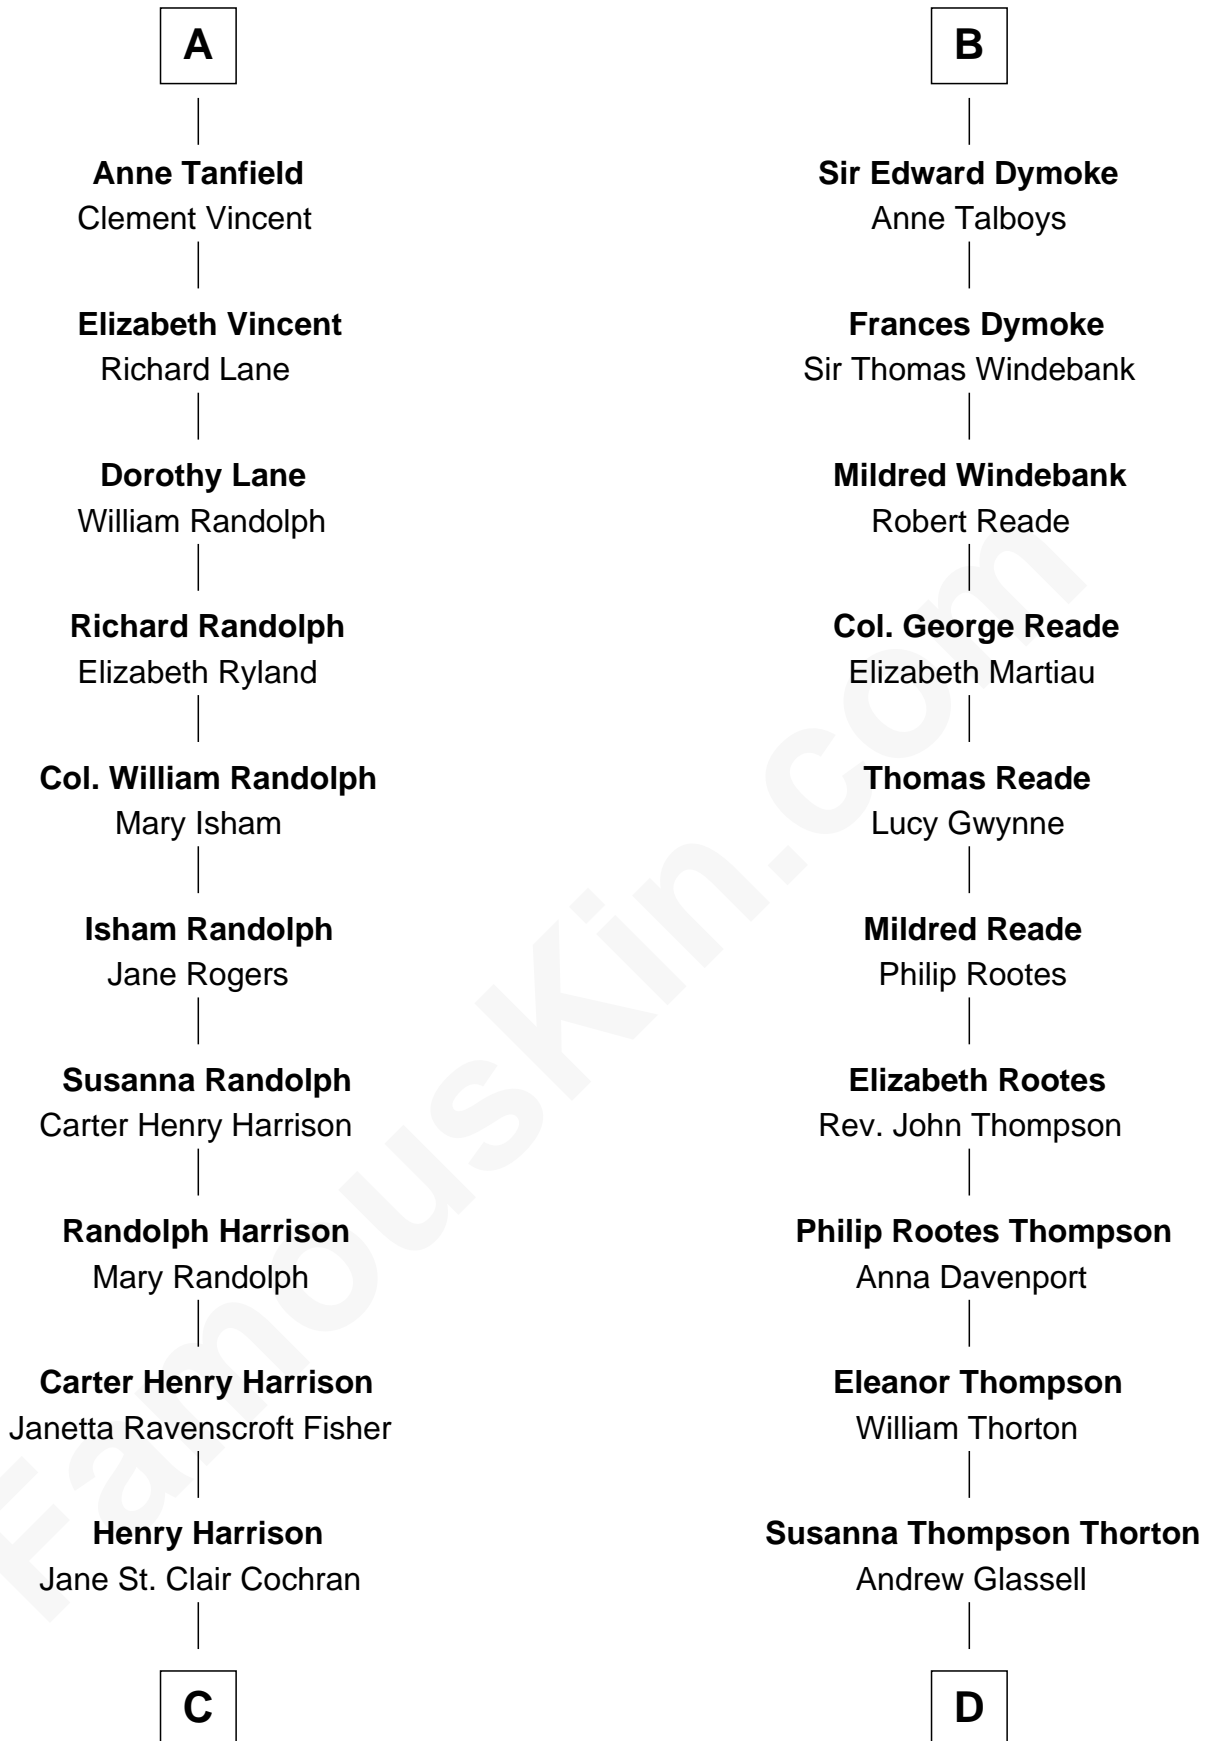 A
Anne Tanfield
Clement Vincent
Elizabeth Vincent
Richard Lane
Dorothy Lane
William Randolph
Richard Randolph
Elizabeth Ryland
Col. William Randolph
Mary Isham
Isham Randolph
Jane Rogers
Susanna Randolph
Carter Henry Harrison
Randolph Harrison
Mary Randolph
Carter Henry Harrison
Janetta Ravenscroft Fisher
Henry Harrison
Jane St. Clair Cochran
C
B
Sir Edward Dymoke
Anne Talboys
Frances Dymoke
Sir Thomas Windebank
Mildred Windebank
Robert Reade
Col. George Reade
Elizabeth Martiau
Thomas Reade
Lucy Gwynne
Mildred Reade
Philip Rootes
Elizabeth Rootes
Rev. John Thompson
Philip Rootes Thompson
Anna Davenport
Eleanor Thompson
William Thorton
Susanna Thompson Thorton
Andrew Glassell
D
FamousKin.com